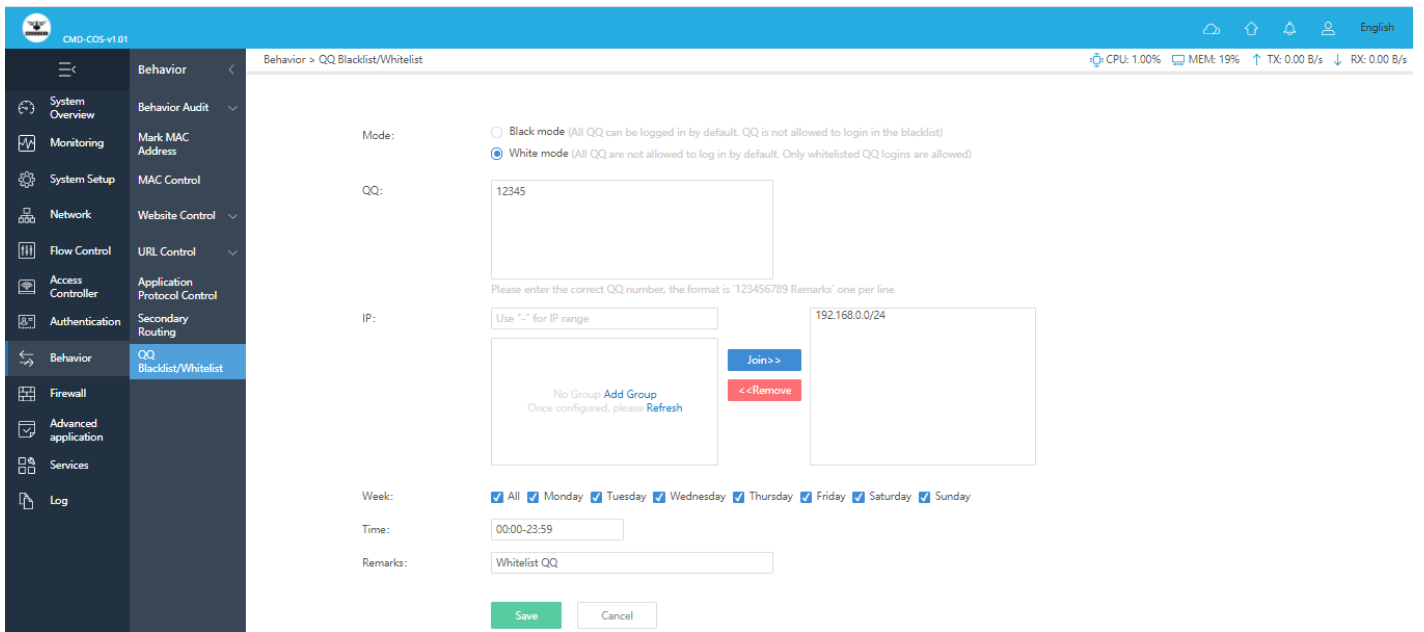 CMD-COS-v1.01
English
Behavior
Behavior > QQ Blacklist/Whitelist
CPU: 1.00%
MEM: 19%
TX: 0.00 B/s
RX: 0.00 B/s
System
Overview
Monitoring
System Setup
Network
Flow Control
Access
Controller
Authentication
Behavior
Firewall
Advanced
application
Services
Log
Behavior Audit
Mark MAC
Address
MAC Control
Website Control
URL Control
Application
Protocol Control
Secondary
Routing
QQ
Blacklist/Whitelist
Mode:
Black mode (All QQ can be logged in by default. QQ is not allowed to login in the blacklist)
White mode (All QQ are not allowed to log in by default. Only whitelisted QQ logins are allowed)
QQ:
12345
Please enter the correct QQ number, the format is '123456789 Remarks' one per line
IP:
Use "-" for IP range
192.168.0.0/24
No Group Add Group
Once configured, please Refresh
Join>>
<<Remove
Week:
All Monday Tuesday Wednesday Thursday Friday Saturday Sunday
Time:
00:00-23:59
Remarks:
Whitelist QQ
Save
Cancel